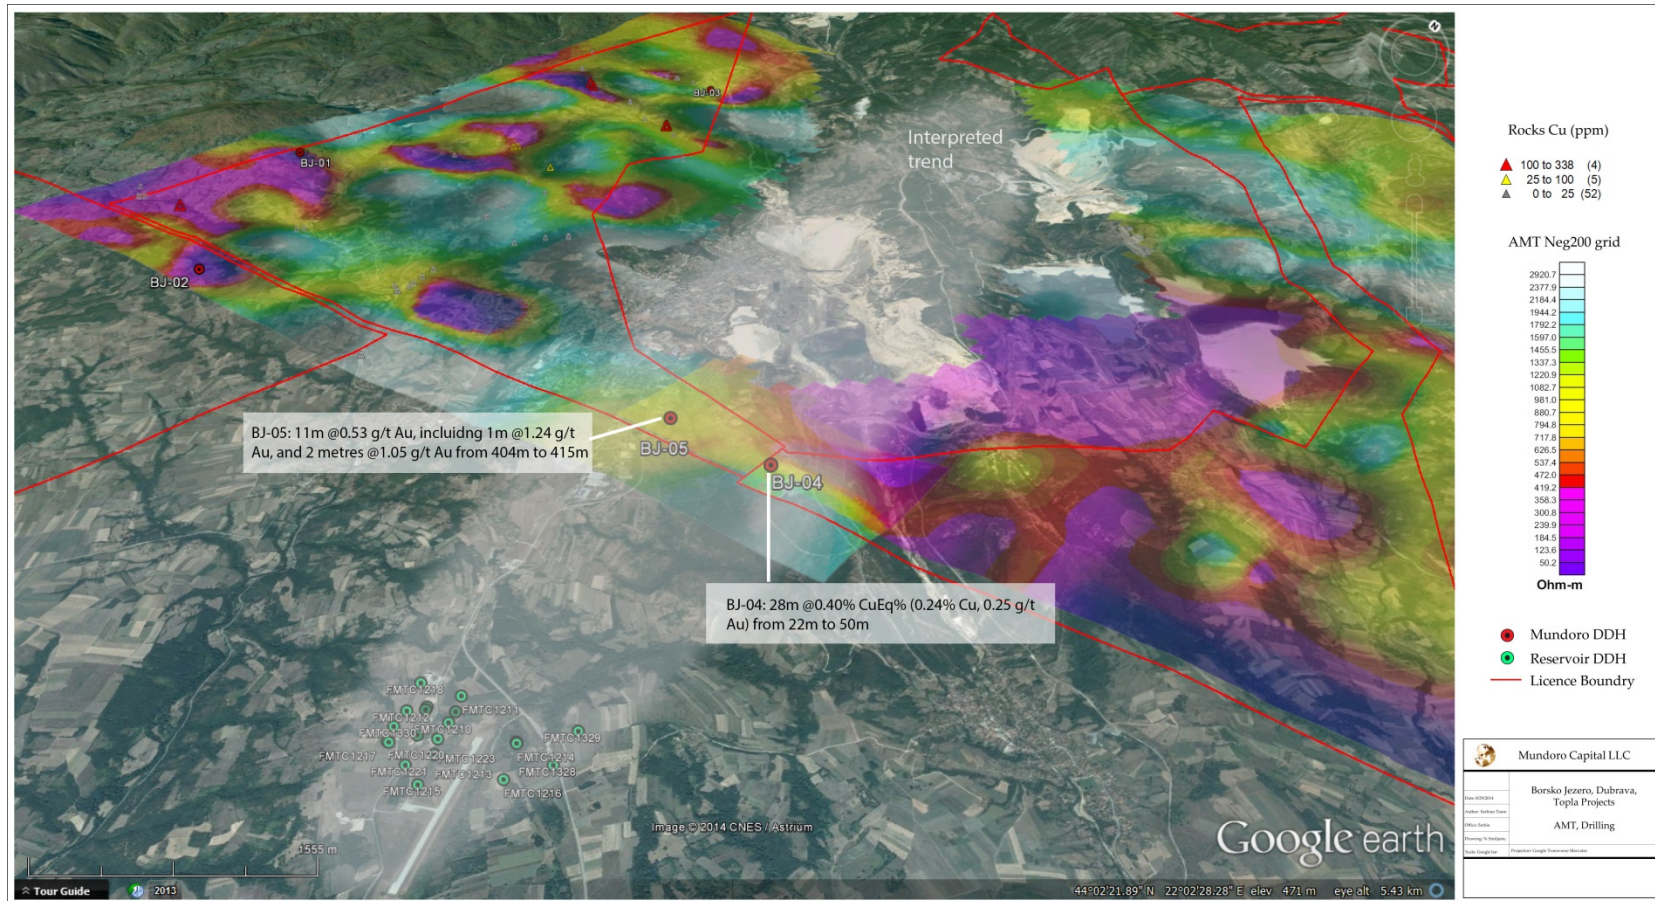 BJ-03
BJ-01
Interpreted
trend
BJ-02
BJ-05: 11m @0.53 g/t Au, incluidng 1m @1.24 g/t
Au, and 2 metres @1.05 g/t Au from 404m to 415m
BJ-05
BJ-04
BJ-04: 28m @0.40% CuEq% (0.24% Cu, 0.25 g/t
Au) from 22m to 50m
FMTC1218
FMTC1212
FMTC1211
FMTC1330
FMTC1210
FMTC1329
FMTC1217
FMTC1220
FMTC1223
FMTC1214
FMTC1221
FMTC1213
FMTC1328
FMTC1215
FMTC1216
Image © 2014 CNES / Astrium
Google earth
1555 m
Tour Guide
2013
44°02'21.89" N 22°02'28.28" E elev 471 m eye alt 5.43 km
N
Rocks Cu (ppm)
100 to 338 (4)
25 to 100 (5)
0 to 25 (52)
AMT Neg200 grid
2920.7
2377.9
2184.4
1944.2
1792.2
1597.0
1455.5
1337.3
1220.9
1082.7
981.0
880.7
794.8
717.8
626.5
537.4
472.0
419.2
358.3
300.8
239.9
184.5
123.6
50.2
Ohm-m
Mundoro DDH
Reservoir DDH
Licence Boundry
Mundoro Capital LLC
Borsko Jezero, Dubrava,
Topla Projects
AMT, Drilling
Office: Serbia
Projection: Google Transverse Mercator